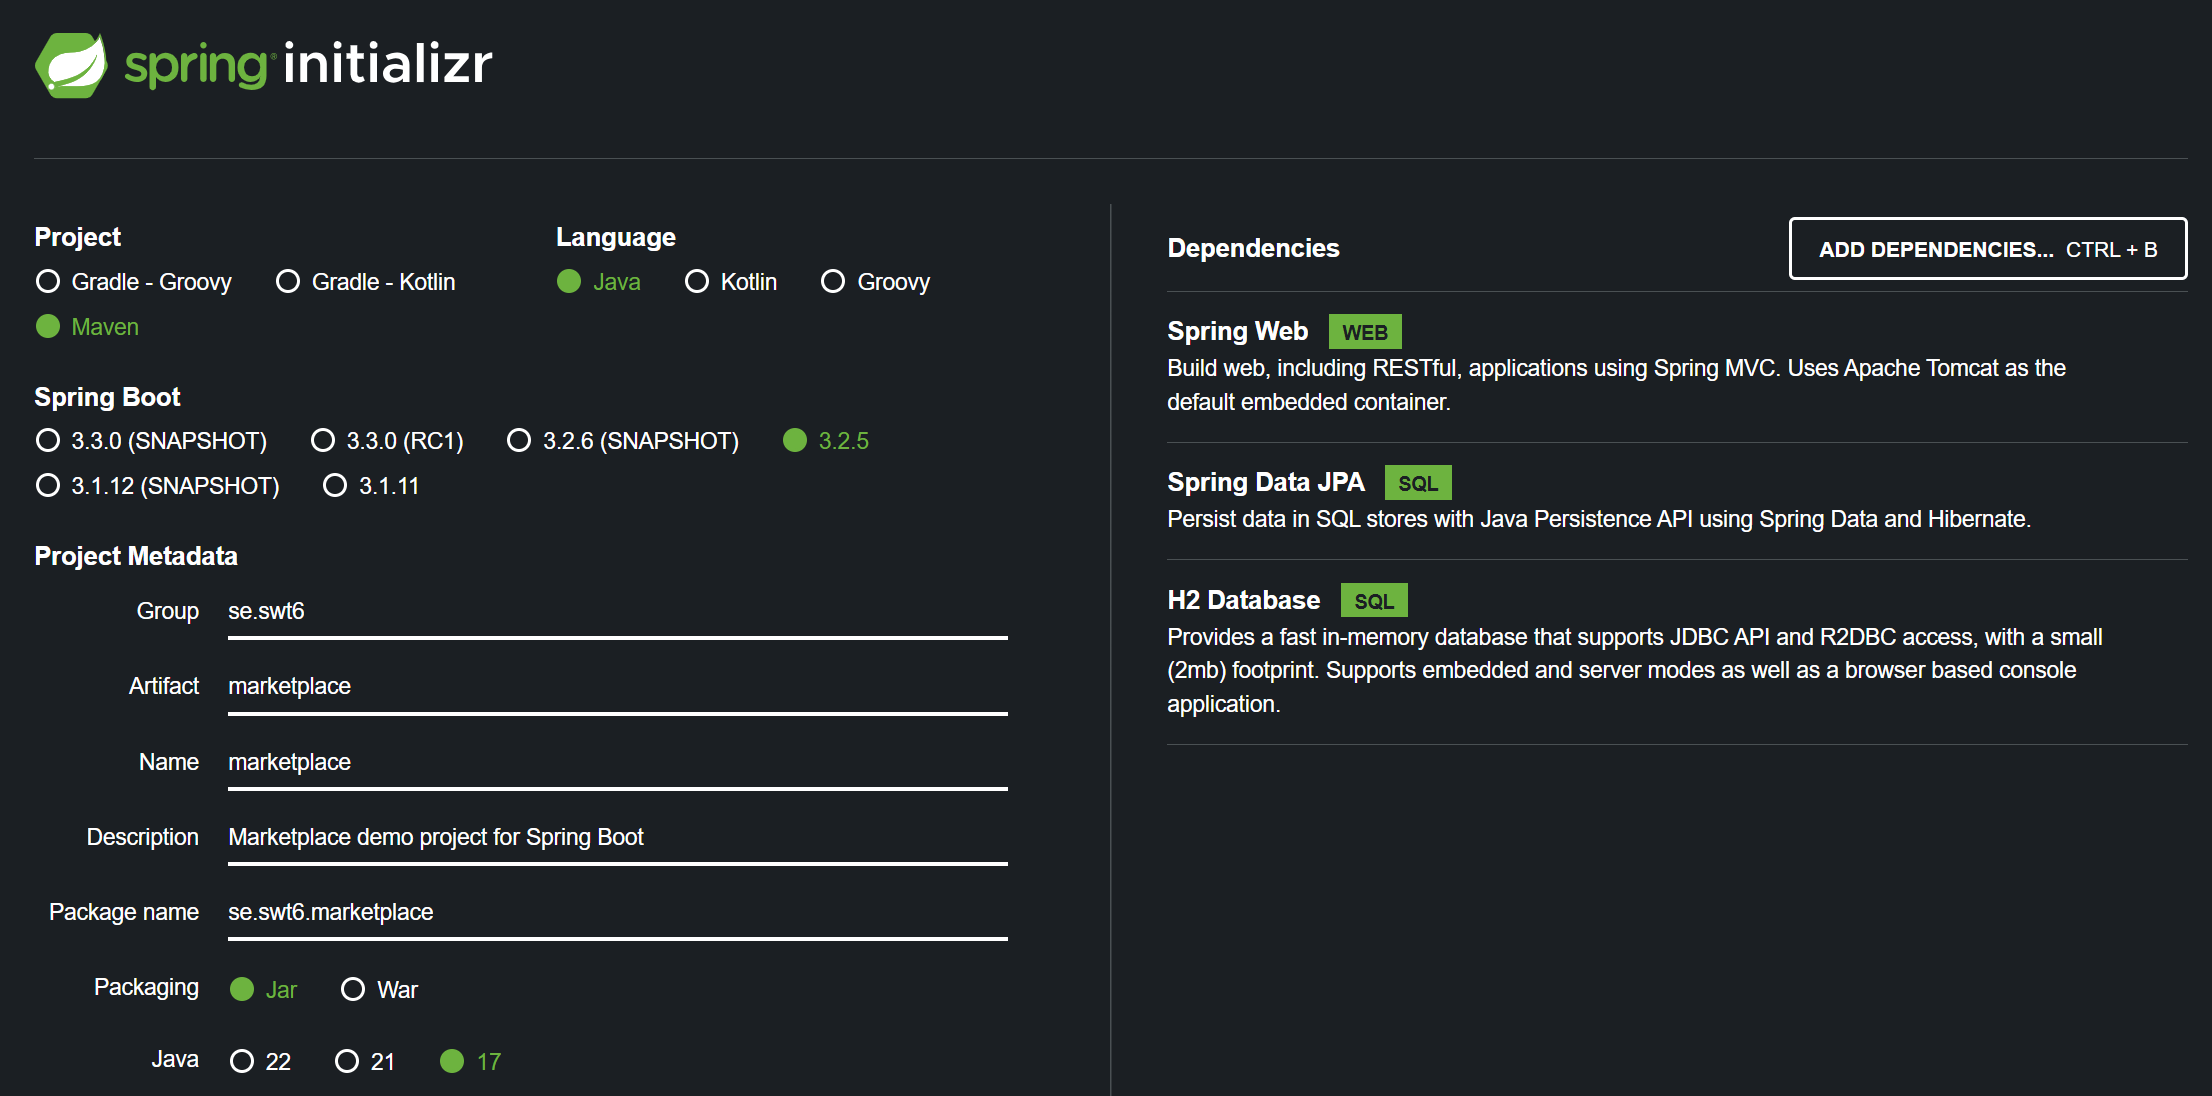 spring initializr
Project
Gradle - Groovy Gradle - Kotlin
Maven
Language
Java Kotlin Groovy
Spring Boot
3.3.0 (SNAPSHOT) 3.3.0 (RC1) 3.2.6 (SNAPSHOT) 3.2.5
3.1.12 (SNAPSHOT) 3.1.11
Project Metadata
Group se.swt6
Artifact marketplace
Name marketplace
Description Marketplace demo project for Spring Boot
Package name se.swt6.marketplace
Packaging Jar War
Java 22 21 17
Dependencies ADD DEPENDENCIES... CTRL + B
Spring Web WEB
Build web, including RESTful, applications using Spring MVC. Uses Apache Tomcat as the
default embedded container.
Spring Data JPA SQL
Persist data in SQL stores with Java Persistence API using Spring Data and Hibernate.
H2 Database SQL
Provides a fast in-memory database that supports JDBC API and R2DBC access, with a small
(2mb) footprint. Supports embedded and server modes as well as a browser based console
application.